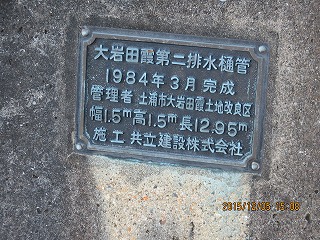 大岩田霞第二排水樋管
1984年3月完成
管理者 土浦市大岩田霞土地改良区
幅1.5m高1.5m長12.95m
施工 共立建設株式会社